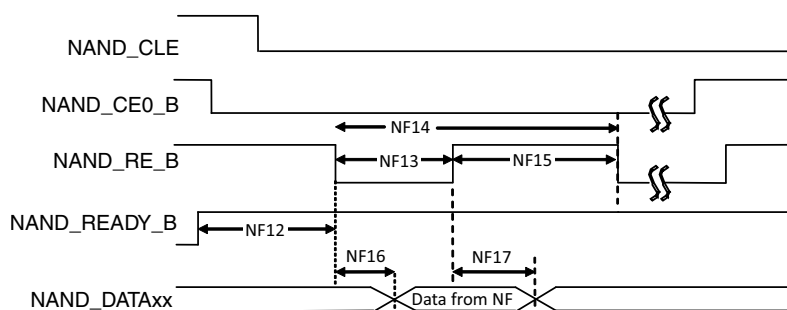 NAND_CLE
NAND_CE0_B
NF14
NAND_RE_B
NF13
NF15
NAND_READY_B
NF12
NF16
NF17
NAND_DATAxx
Data from NF